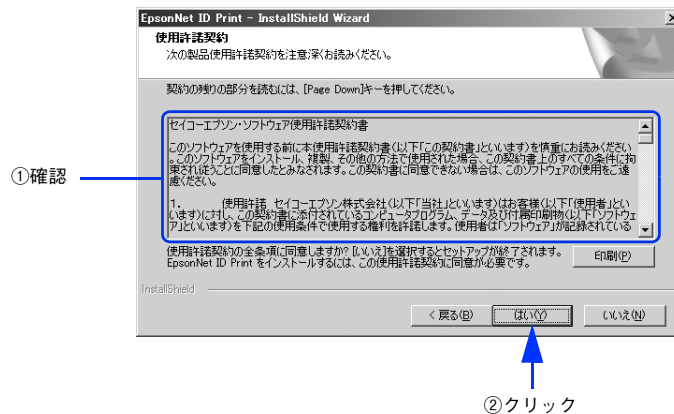 EpsonNet ID Print - InstallShield Wizard
使用許諾契約
次の製品使用許諾契約を注意深くお読みください。
契約の残りの部分を読むには、[Page Down]キーを押してください。
セイコーエプソン・ソフトウェア使用許諾契約書
このソフトウェアを使用する前に本使用許諾契約書(以下「この契約書」といいます)を慎重にお読みください
。このソフトウェアをインストール、複製、その他の方法で使用された場合、この契約書上のすべての条件に拘
束され従うことに同意したとみなされます。この契約書に同意できない場合は、このソフトウェアの使用をご遠
慮ください。
1. 使用許諾 セイコーエプソン株式会社(以下「当社」といいます)はお客様(以下「使用者」とい
います)に対し、この契約書に添付されているコンピュータプログラム、データ及び付属印刷物(以下「ソフトウェ
ア」といいます)を下記の使用条件で使用する権利を許諾します。使用者は「ソフトウェア」が記録されている
①確認
使用許諾契約の全条項に同意しますか? [いいえ]を選択するとセットアップが終了されます。
EpsonNet ID Print をインストールするには、この使用許諾契約に同意が必要です。
印刷(P)
InstallShield
< 戻る(B)
はい(Y)
いいえ(N)
②クリック